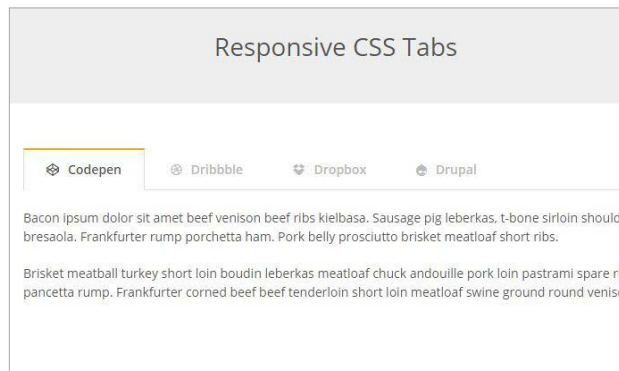 Responsive CSS Tabs
Codepen Dribbble Dropbox Drupal
Bacon ipsum dolor sit amet beef venison beef ribs kielbasa. Sausage pig leberkas, t-bone sirloin should
bresaola. Frankfurter rump porchetta ham. Pork belly prosciutto brisket meatloaf short ribs.
Brisket meatball turkey short loin boudin leberkas meatloaf chuck andouille pork loin pastrami spare r
pancetta rump. Frankfurter corned beef beef tenderloin short loin meatloaf swine ground round venis